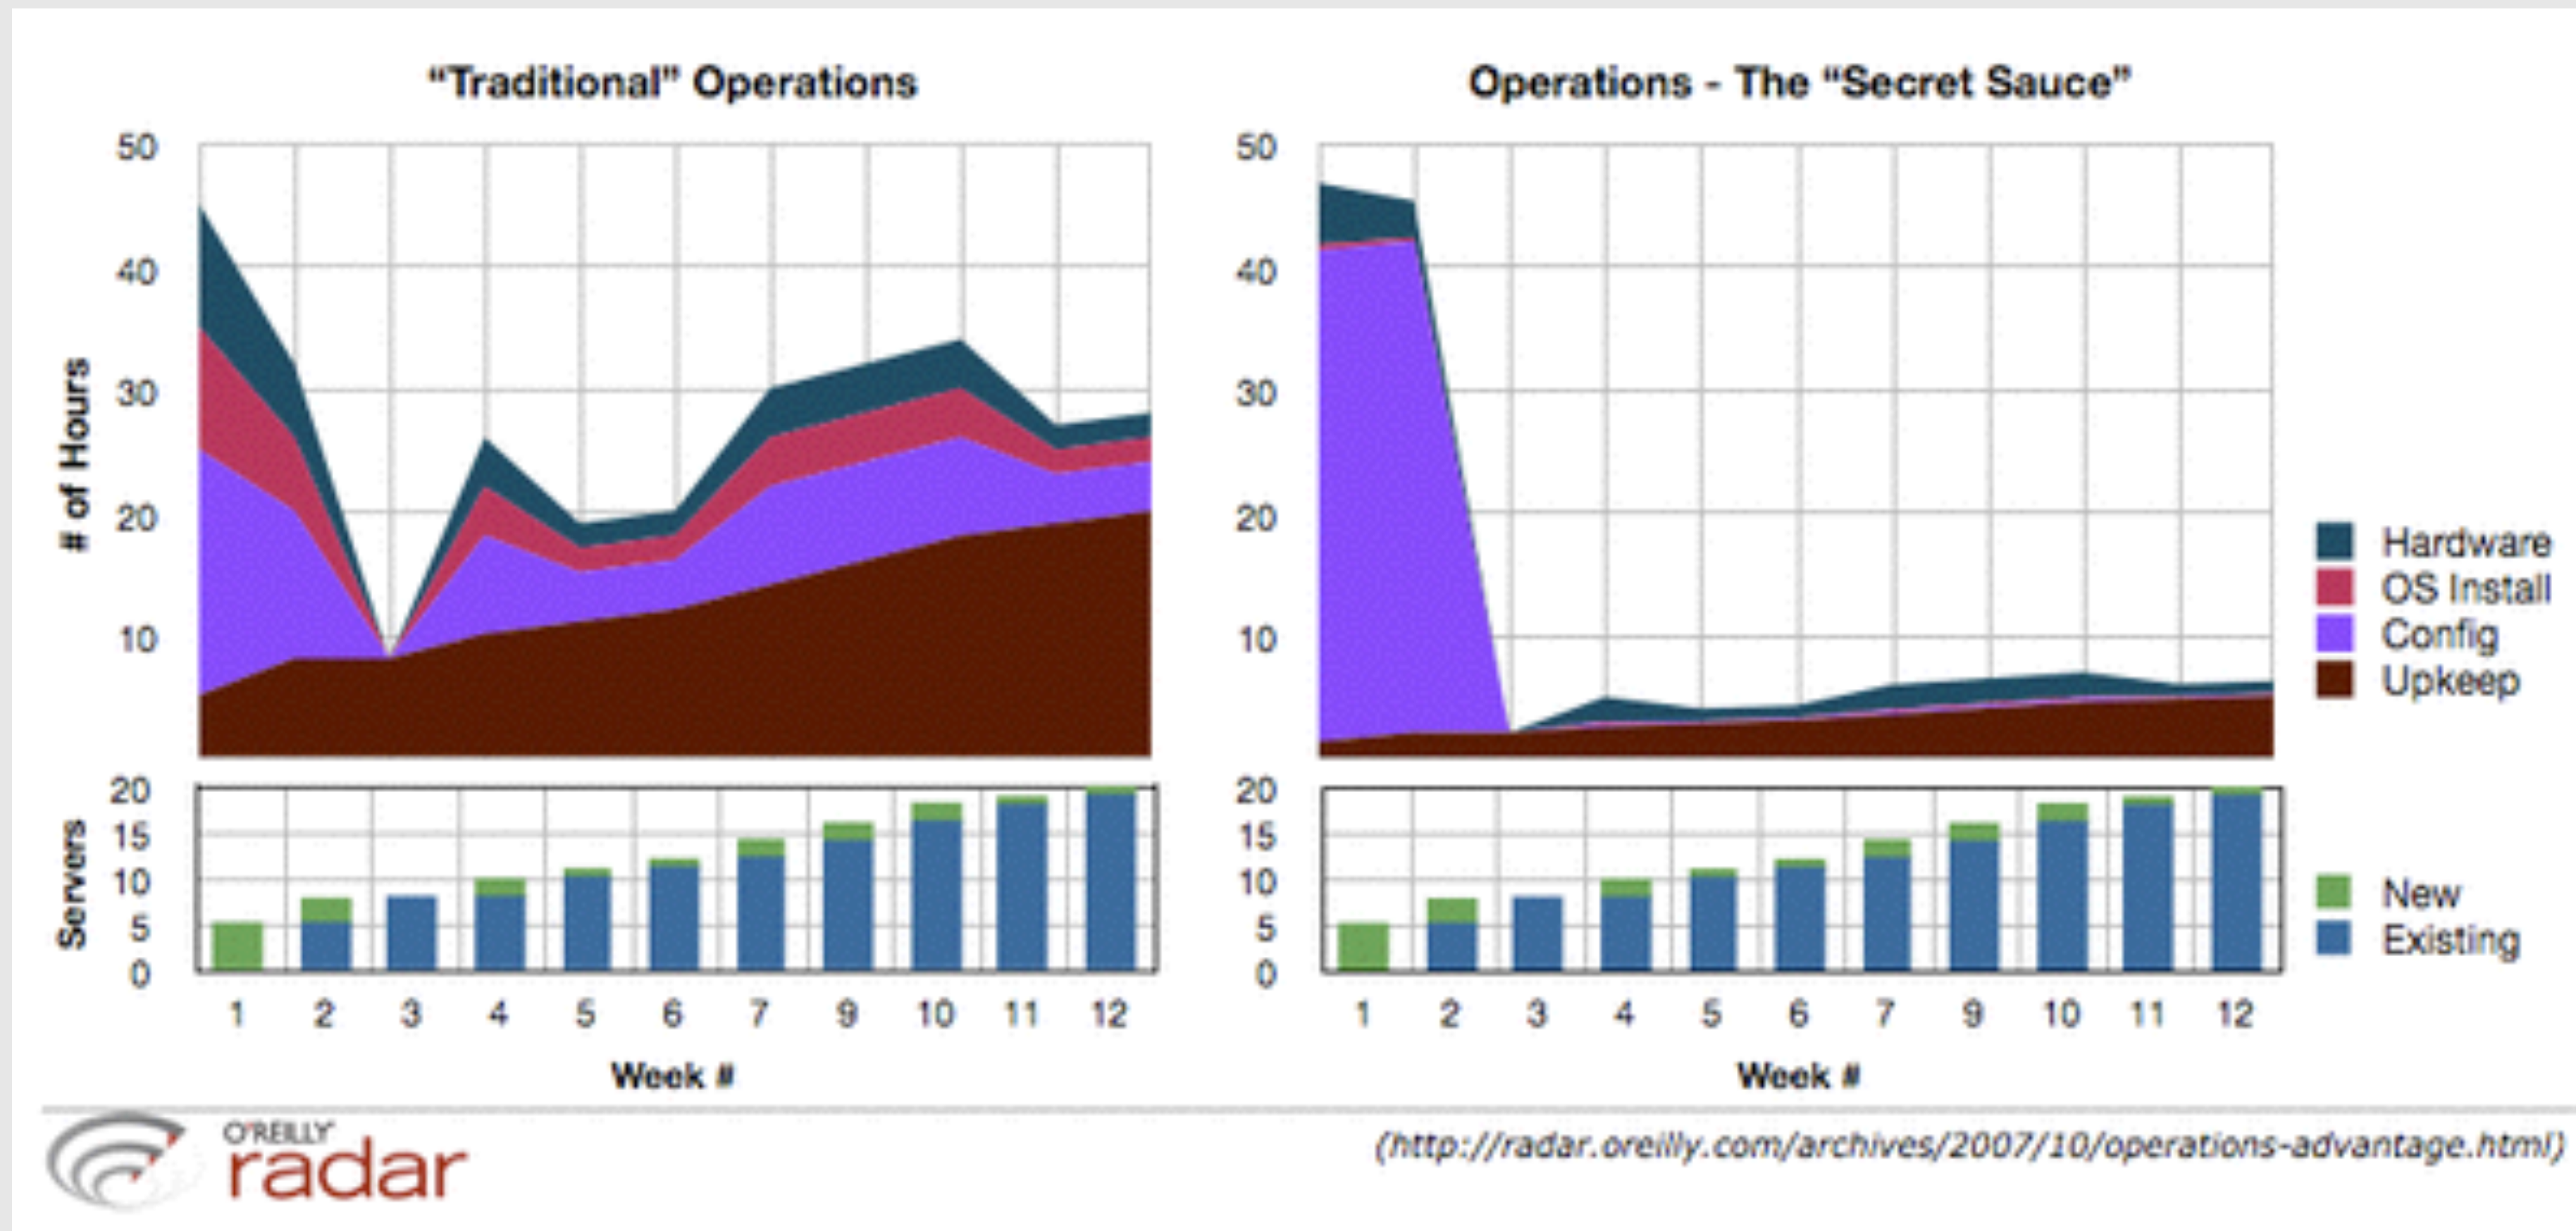 “Traditional” Operations
50
40
30
20
10
# of Hours
20
15
10
5
0
Servers
1 2 3 4 5 6 7 9 10 11 12
Week #
Operations - The “Secret Sauce”
50
40
30
20
10
Hardware
OS Install
Config
Upkeep
20
15
10
5
0
New
Existing
1 2 3 4 5 6 7 9 10 11 12
Week #
O'REILLY
radar
(http://radar.oreilly.com/archives/2007/10/operations-advantage.html)